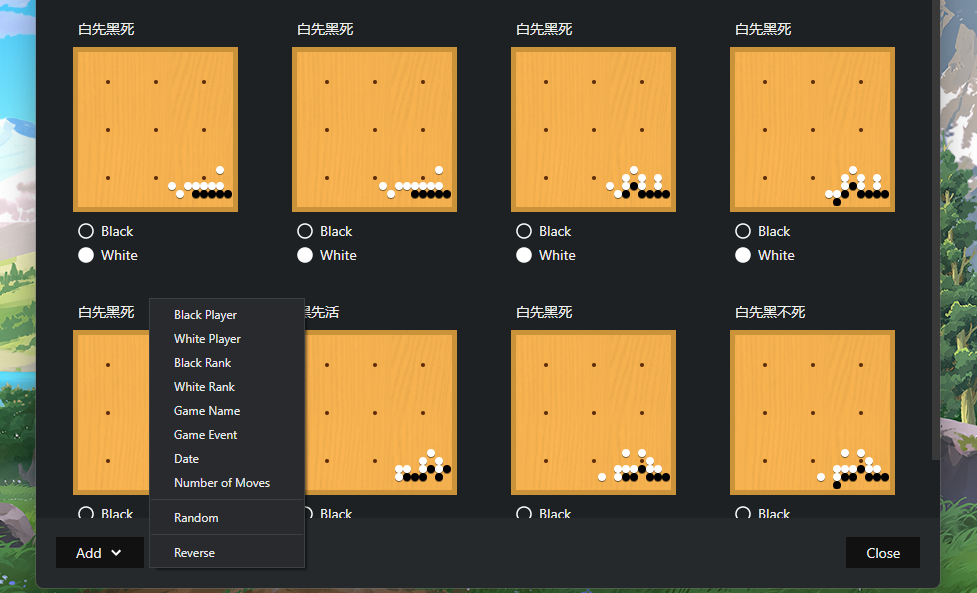 白先黑死
白先黑死
白先黑死
白先黑死
Black
White
Black
White
Black
White
Black
White
白先黑死
黑先活
白先黑死
白先黑不死
Black
Black
Black
Black
Black Player
White Player
Black Rank
White Rank
Game Name
Game Event
Date
Number of Moves
Random
Reverse
Add
Close